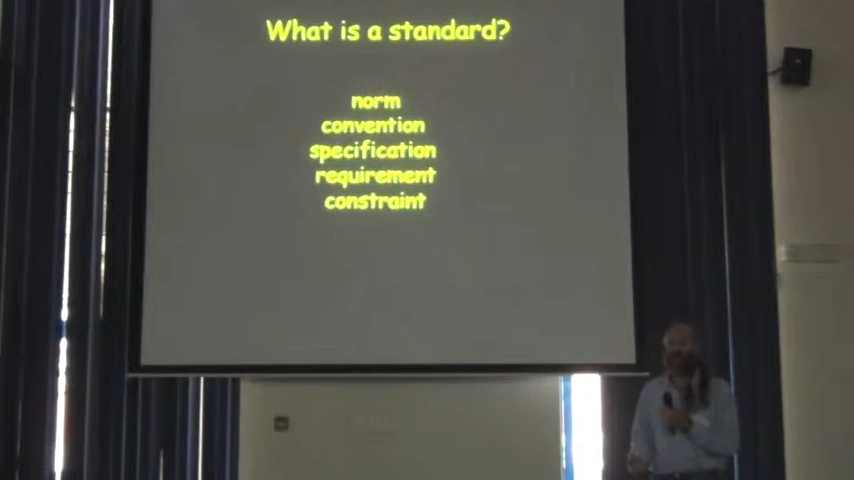 What is a standard?
norm
convention
specification
requirement
constraint